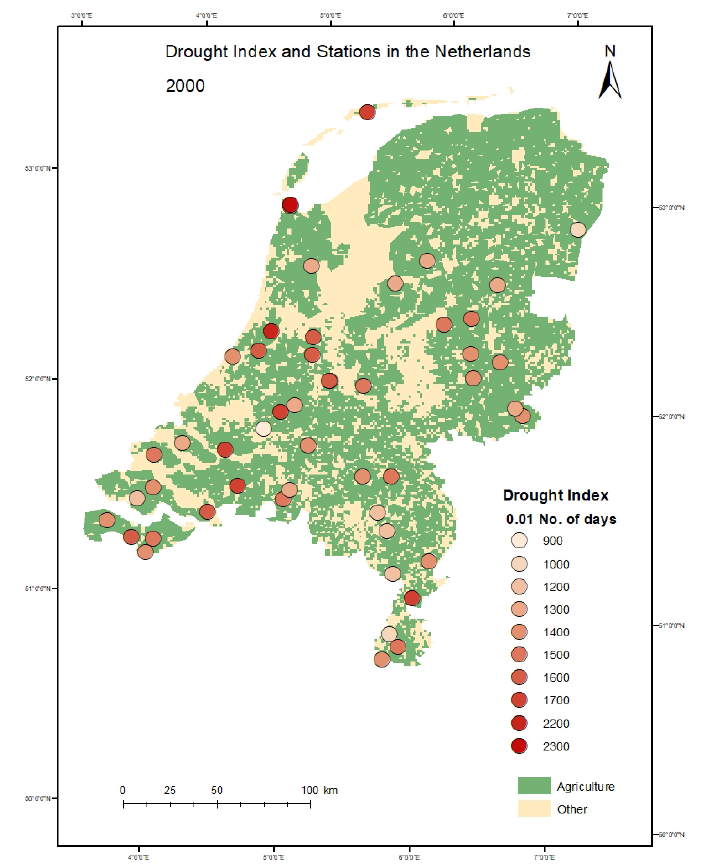 3°0'0"E 4°0'0"E 5°0'0"E 6°0'0"E 7°0'0"E
Drought Index and Stations in the Netherlands
N
2000
53°0'0"N
53°0'0"N
52°0'0"N
52°0'0"N
Drought Index
0.01 No. of days
900
1000
1200
1300
1400
1500
1600
1700
2200
2300
51°0'0"N
51°0'0"N
Agriculture
Other
0 25 50 100 km
50°0'0"N
50°0'0"N
4°0'0"E 5°0'0"E 6°0'0"E 7°0'0"E